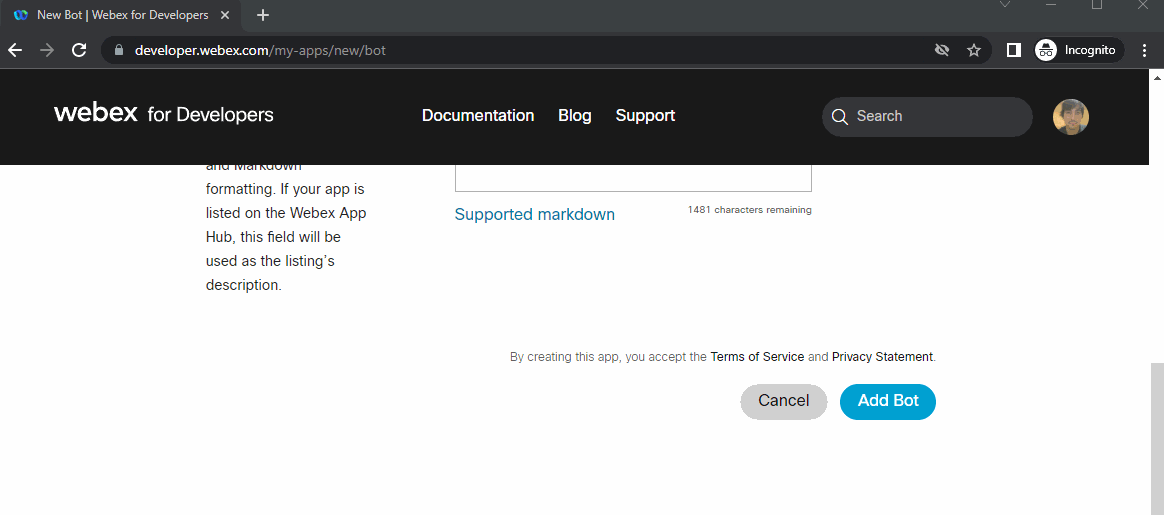 New Bot | Webex for Developers
developer.webex.com/my-apps/new/bot
Incognito
webex for Developers
Documentation
Blog
Support
Search
and Markdown
formatting. If your app is
listed on the Webex App
Hub, this field will be
used as the listing's
description.
Supported markdown
1481 characters remaining
By creating this app, you accept the Terms of Service and Privacy Statement.
Cancel
Add Bot